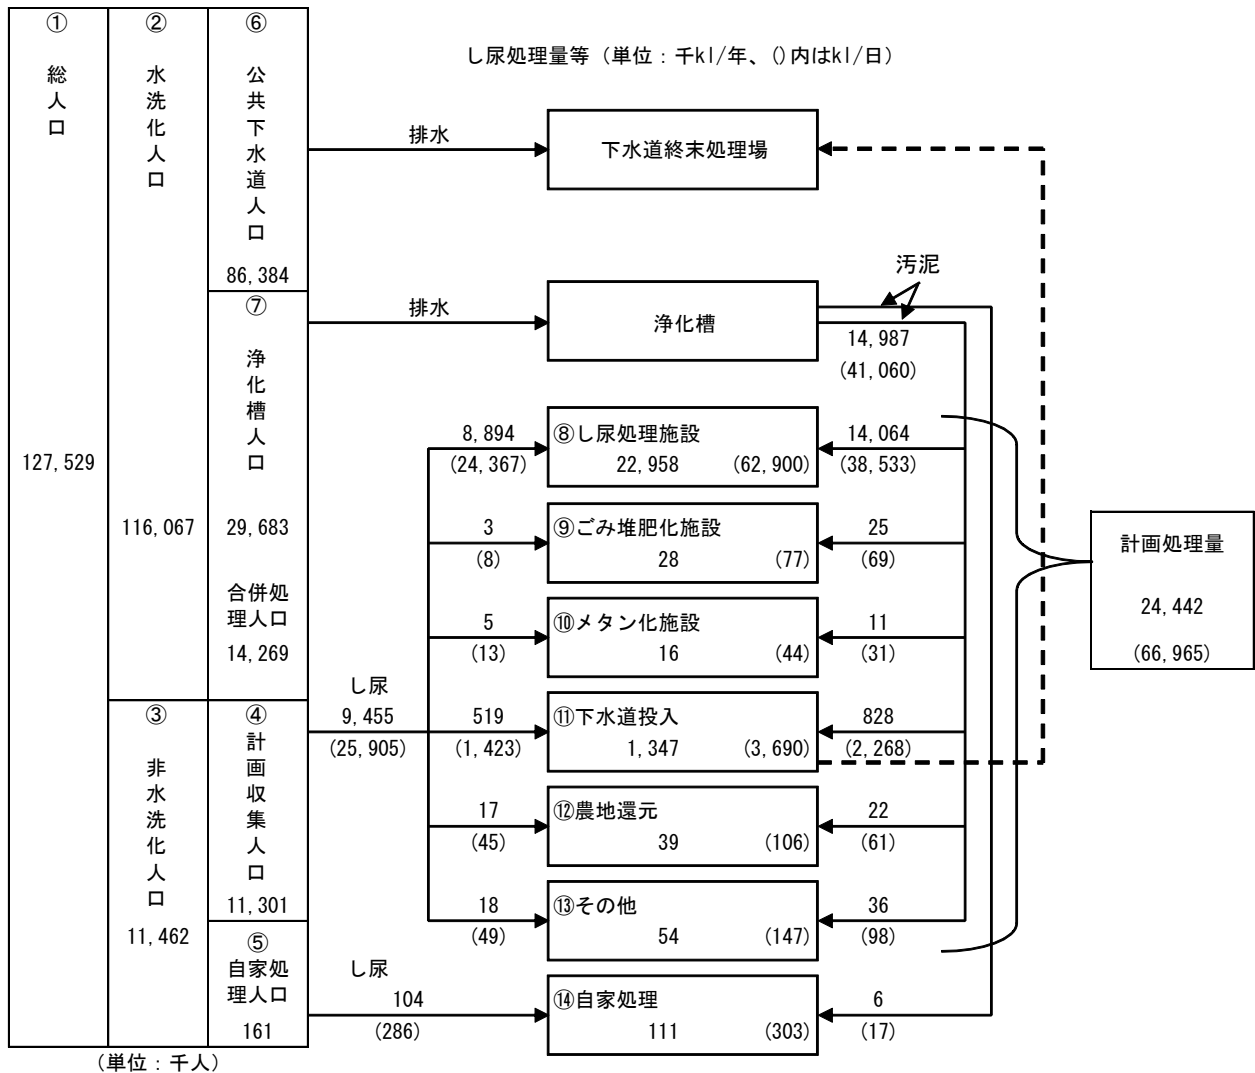 し尿処理量等（単位：千kl/年、()内はkl/日）
①
総人口
127,529
②
水洗化人口
116,067
⑥
公共下水道人口
86,384
⑦
浄化槽人口
29,683
合併処
理人口
14,269
③
非水洗化人口
11,462
④
計画収集人口
11,301
⑤
自家処
理人口
161
（単位：千人）
排水
下水道終末処理場
排水
浄化槽
汚泥
14,987
(41,060)
し尿
9,455
(25,905)
8,894
(24,367)
⑧し尿処理施設
22,958 (62,900)
14,064
(38,533)
3
(8)
⑨ごみ堆肥化施設
28 (77)
25
(69)
5
(13)
⑩メタン化施設
16 (44)
11
(31)
519
(1,423)
⑪下水道投入
1,347 (3,690)
828
(2,268)
17
(45)
⑫農地還元
39 (106)
22
(61)
18
(49)
⑬その他
54 (147)
36
(98)
し尿
104
(286)
⑭自家処理
111 (303)
6
(17)
計画処理量
24,442
(66,965)